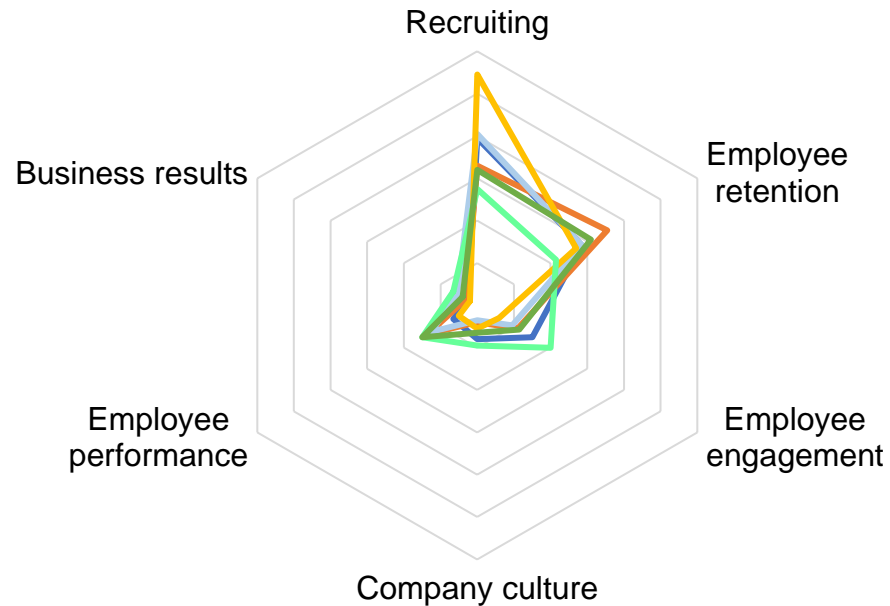 Recruiting
Employee
retention
Employee
engagement
Company culture
Employee
performance
Business results